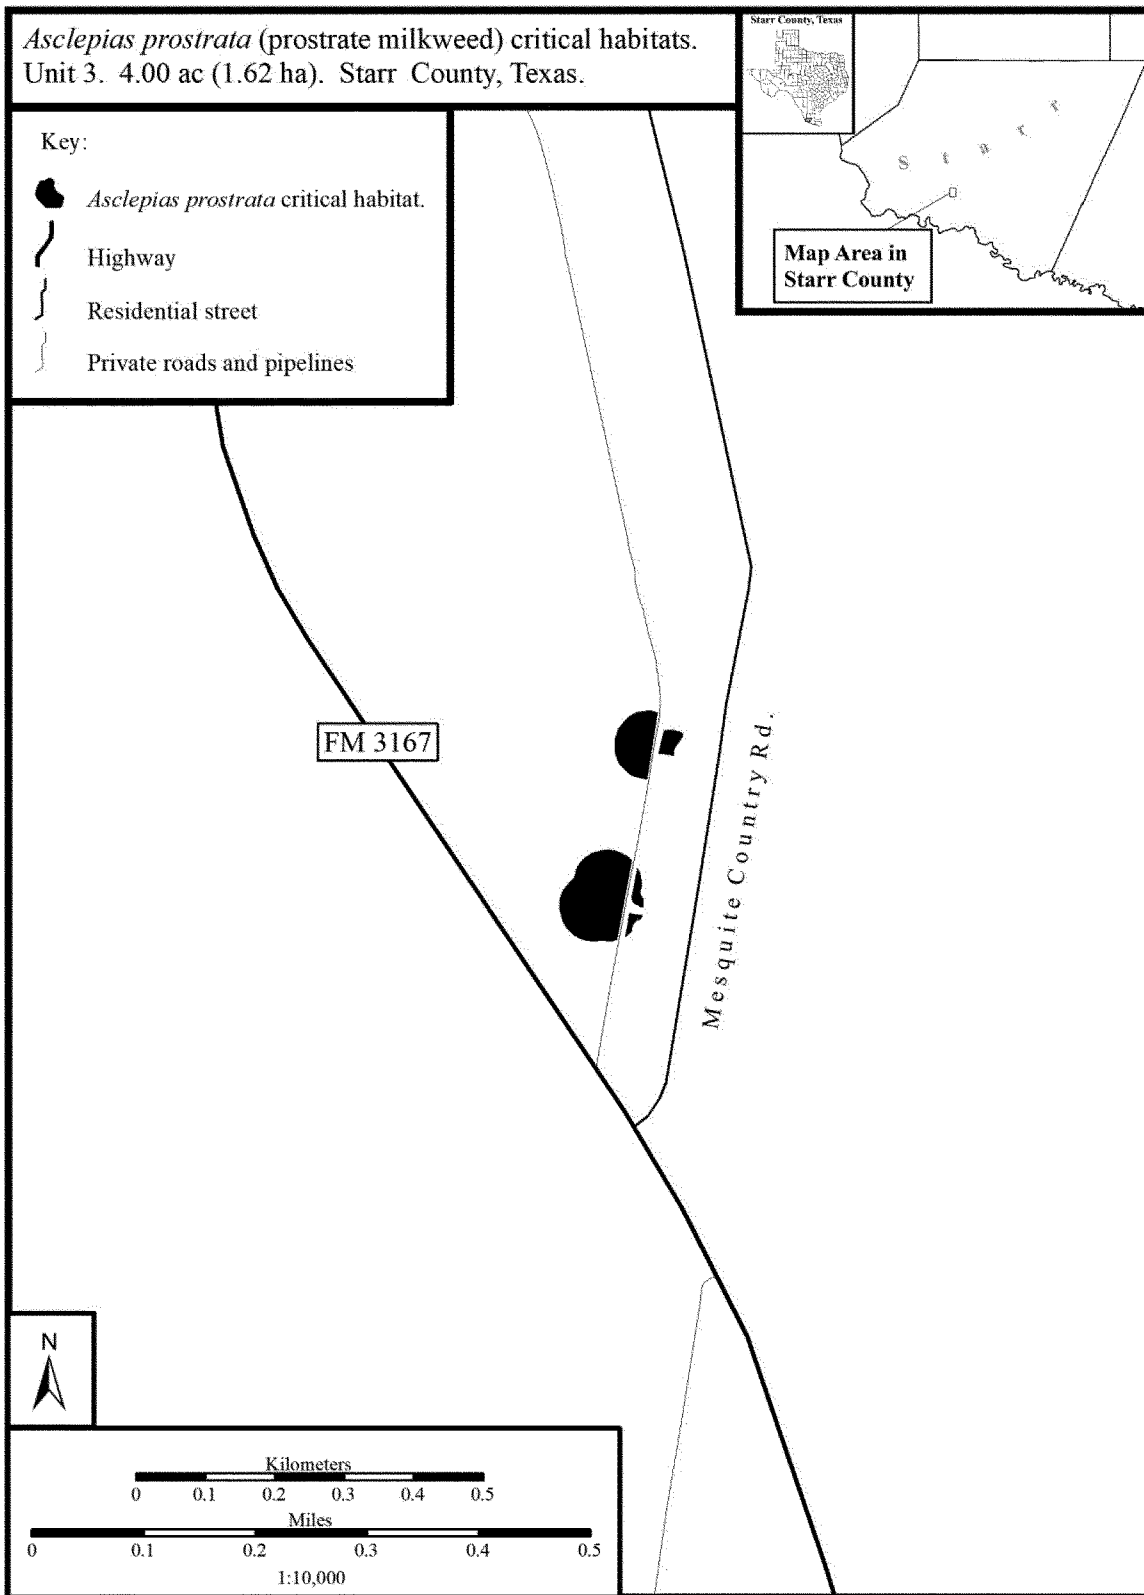 Asclepias prostrata (prostrate milkweed) critical habitats.
Unit 3. 4.00 ac (1.62 ha). Starr County, Texas.
Starr County, Texas
Starr
Map Area in
Starr County
Key:
Asclepias prostrata critical habitat.
Highway
Residential street
Private roads and pipelines
FM 3167
Mesquite Country Rd.
N
Kilometers
0 0.1 0.2 0.3 0.4 0.5
Miles
0 0.1 0.2 0.3 0.4 0.5
1:10,000